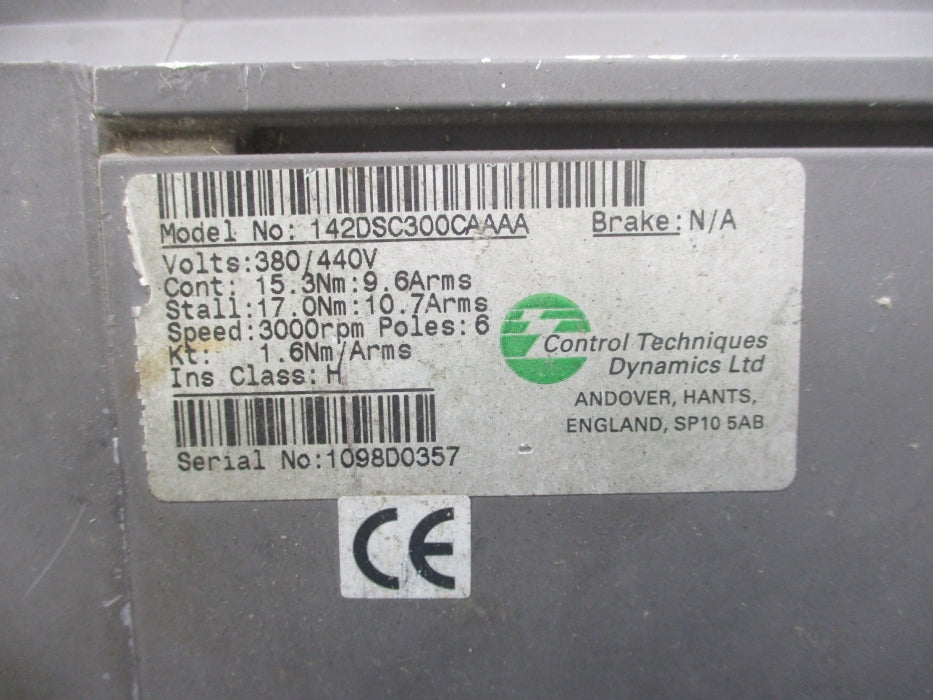 Model No: 142DSC300CAAAA Brake: N/A
Volts:380/440V
Cont: 15.3Nm:9.6Arms
Stall:17.0Nm:10.7Arms
Speed:3000rpm Poles:6
Kt: 1.6Nm/Arms
Ins Class:H
Control Techniques
Dynamics Ltd
ANDOVER, HANTS,
ENGLAND, SP10 5AB
Serial No:1098D0357
CE